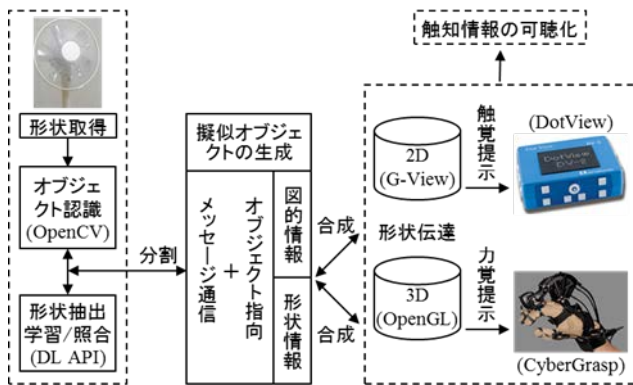 触知情報の可聴化
形状取得
オブジェ
クト認識
(OpenCV)
形状抽出
学習/照合
(DL API)
分割
擬似オブジェ
クトの生成
メッセージ通信
+
オブジェクト指向
図的情報
形状情報
合成
合成
2D
(G-View)
形状伝達
3D
(OpenGL)
触覚提示
力覚提示
(DotView)
DotView
DV-2
(CyberGrasp)